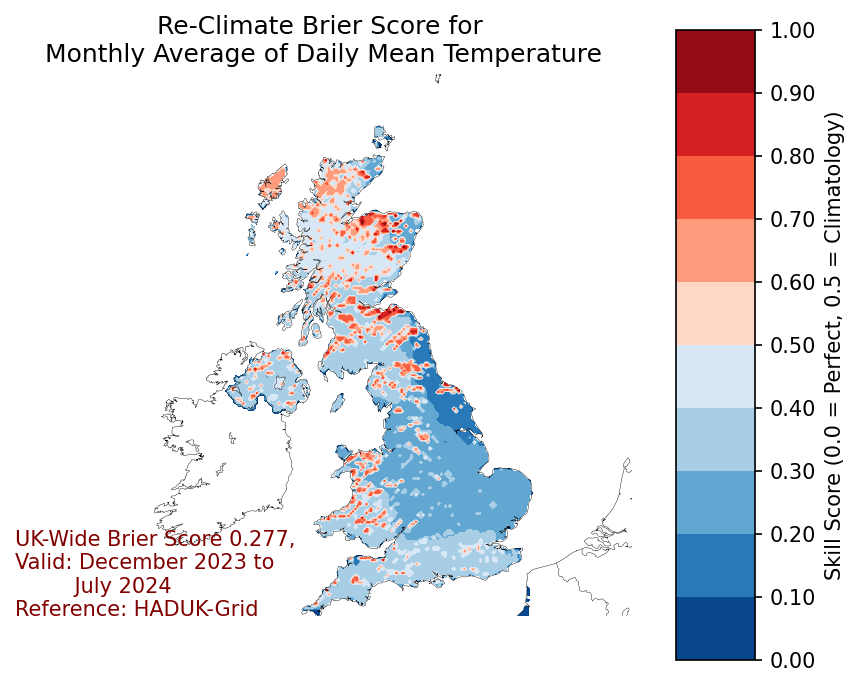 Re-Climate Brier Score for
Monthly Average of Daily Mean Temperature
1.00
0.90
0.80
0.70
0.60
0.50
0.40
0.30
0.20
0.10
0.00
Skill Score (0.0 = Perfect, 0.5 = Climatology)
UK-Wide Brier Score 0.277,
Valid: December 2023 to
July 2024
Reference: HADUK-Grid